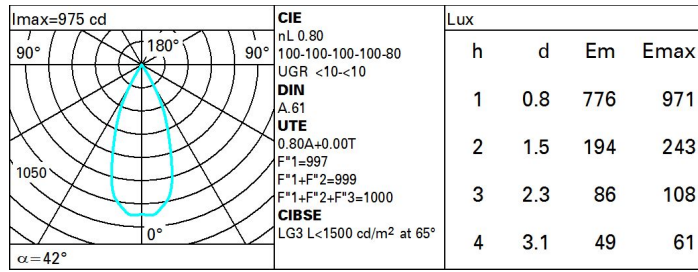 Imax=975 cd
90°
180°
90°
1050
0°
α=42°
CIE
nL 0.80
100-100-100-100-80
UGR <10-<10
DIN
A.61
UTE
0.80A+0.00T
F"1=997
F"1+F"2=999
F"1+F"2+F"3=1000
CIBSE
LG3 L<1500 cd/m² at 65°
Lux
h d Em Emax
1 0.8 776 971
2 1.5 194 243
3 2.3 86 108
4 3.1 49 61